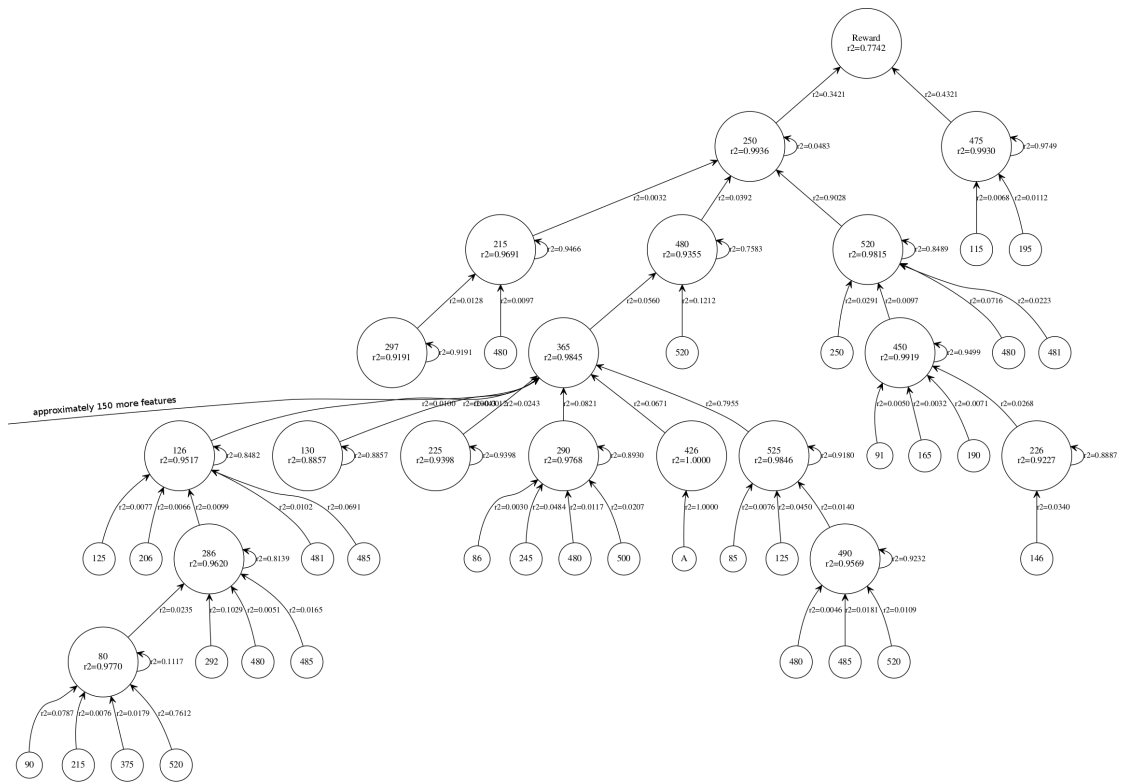 Reward
r2=0.7742
r2=0.3421
r2=0.4321
250
r2=0.9936
r2=0.0483
475
r2=0.9930
r2=0.9749
r2=0.0032
r2=0.0392
r2=0.9028
r2=0.0068
r2=0.0112
215
r2=0.9691
r2=0.9466
480
r2=0.9355
r2=0.7583
520
r2=0.9815
r2=0.8489
115
195
r2=0.0128
r2=0.0097
r2=0.0560
r2=0.1212
r2=0.0291
r2=0.0097
r2=0.0716
r2=0.0223
297
r2=0.9191
r2=0.9191
480
365
r2=0.9845
520
250
450
r2=0.9919
r2=0.9499
480
481
approximately 150 more features
r2=0.0100
r2=0.0243
r2=0.0821
r2=0.0671
r2=0.7955
r2=0.0050
r2=0.0032
r2=0.0071
r2=0.0268
126
r2=0.9517
r2=0.8482
130
r2=0.8857
r2=0.8857
225
r2=0.9398
r2=0.9398
290
r2=0.9768
r2=0.8930
426
r2=1.0000
525
r2=0.9846
r2=0.9180
91
165
190
226
r2=0.9227
r2=0.8887
r2=0.0077
r2=0.0066
r2=0.0099
r2=0.0102
r2=0.0691
r2=0.0030
r2=0.0484
r2=0.0117
r2=0.0207
r2=1.0000
r2=0.0076
r2=0.0450
r2=0.0140
r2=0.0340
125
206
286
r2=0.9620
r2=0.8139
481
485
86
245
480
500
A
85
125
490
r2=0.9569
r2=0.9232
146
r2=0.0235
r2=0.1029
r2=0.0051
r2=0.0165
r2=0.0046
r2=0.0181
r2=0.0109
80
r2=0.9770
r2=0.1117
292
480
485
480
485
520
r2=0.0787
r2=0.0076
r2=0.0179
r2=0.7612
90
215
375
520